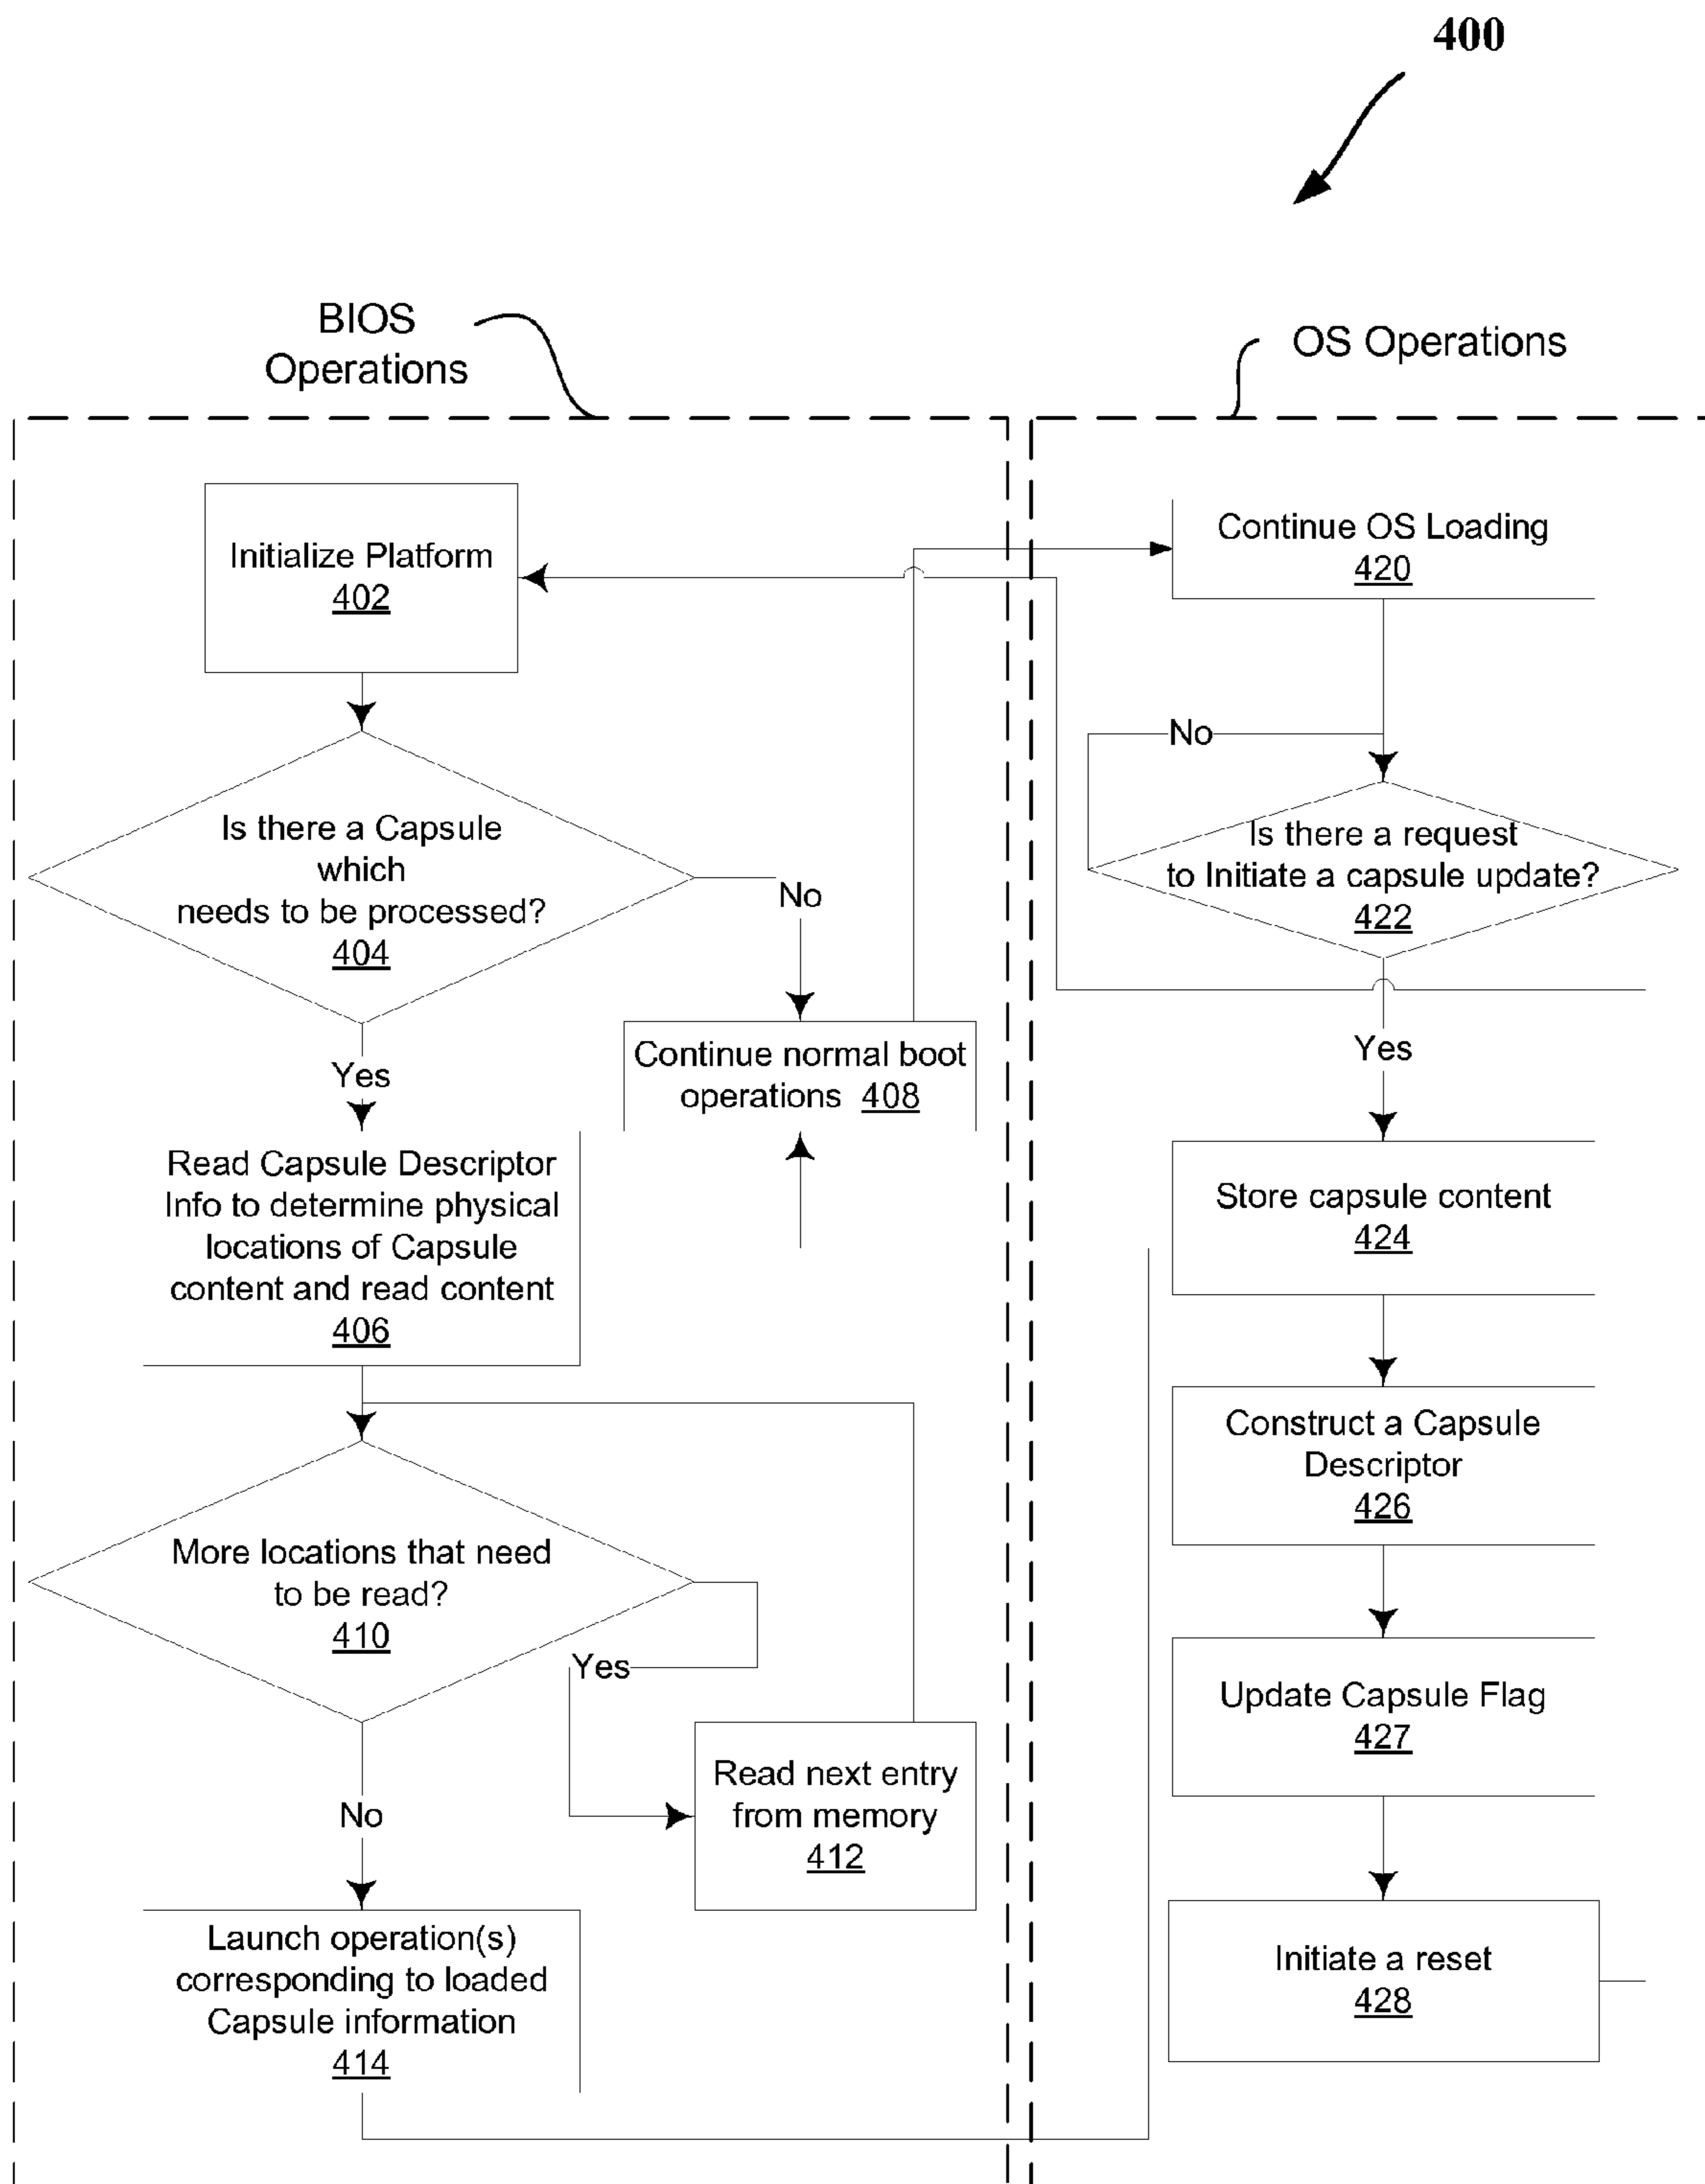 400
BIOS
Operations
OS Operations
Initialize Platform
402
Continue OS Loading
420
No
Is there a Capsule
which
needs to be processed?
404
No
Is there a request
to Initiate a capsule update?
422
Yes
Continue normal boot
operations 408
Yes
Read Capsule Descriptor
Info to determine physical
locations of Capsule
content and read content
406
Store capsule content
424
Construct a Capsule
Descriptor
426
More locations that need
to be read?
410
Yes
Update Capsule Flag
427
Read next entry
from memory
412
No
Launch operation(s)
corresponding to loaded
Capsule information
414
Initiate a reset
428